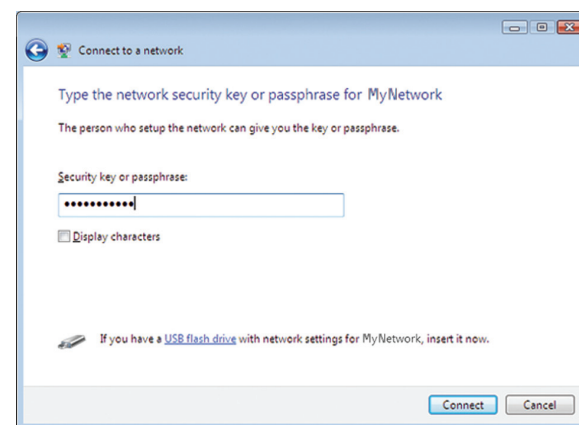 Connect to a network
Type the network security key or passphrase for MyNetwork
The person who setup the network can give you the key or passphrase.
Security key or passphrase:
•••••••••••
Display characters
If you have a USB flash drive with network settings for MyNetwork, insert it now.
Connect Cancel